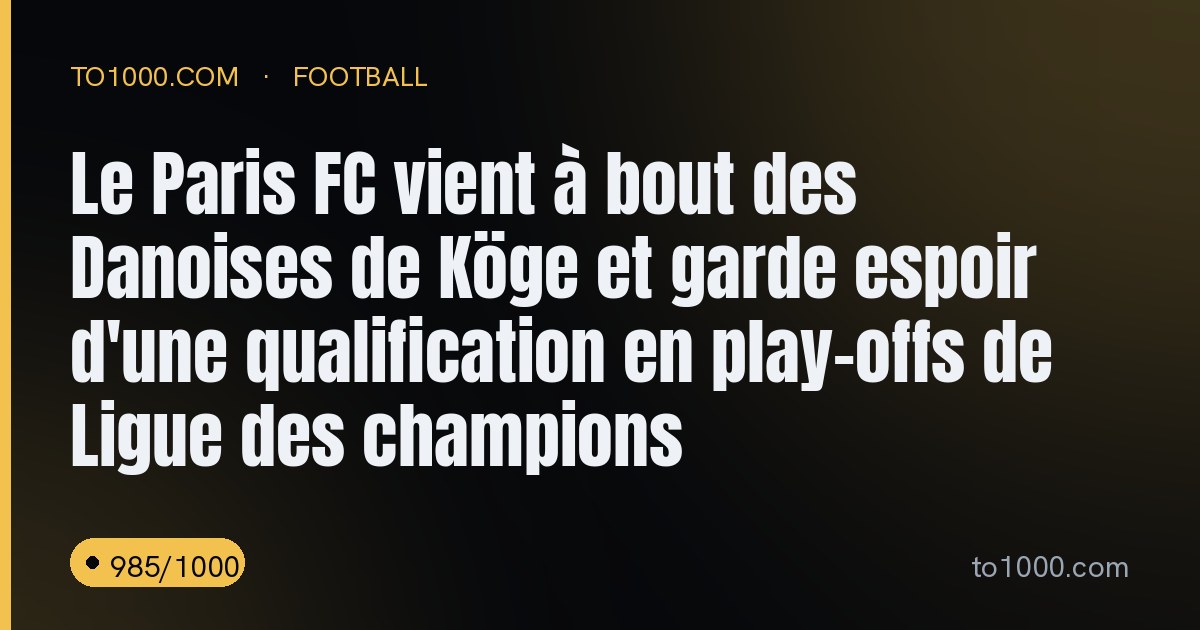 TO1000.COM · FOOTBALL
Le Paris FC vient à bout des
Danoises de Köge et garde espoir
d'une qualification en play-offs de
Ligue des champions
985/1000
to1000.com